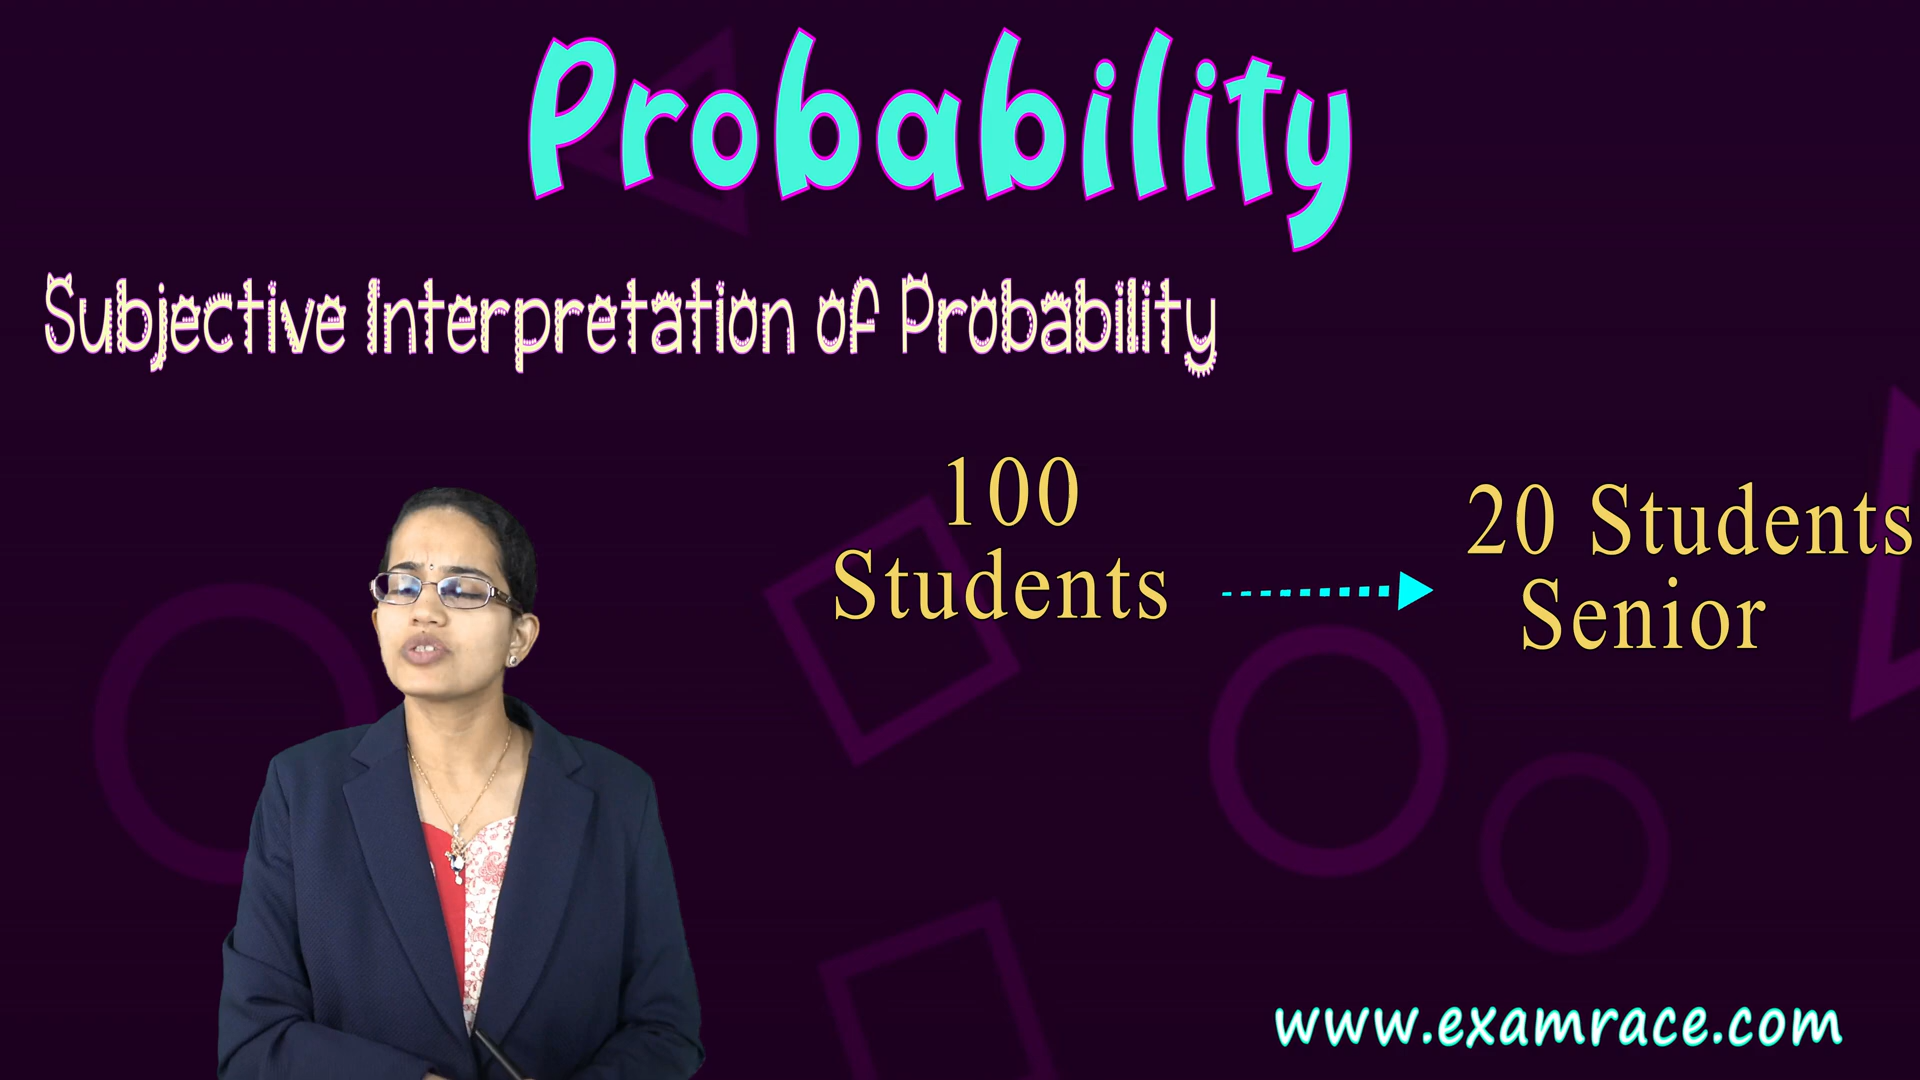 Probability
Subjective Interpretation of Probability
100
Students
20 Students
Senior
www.examrace.com